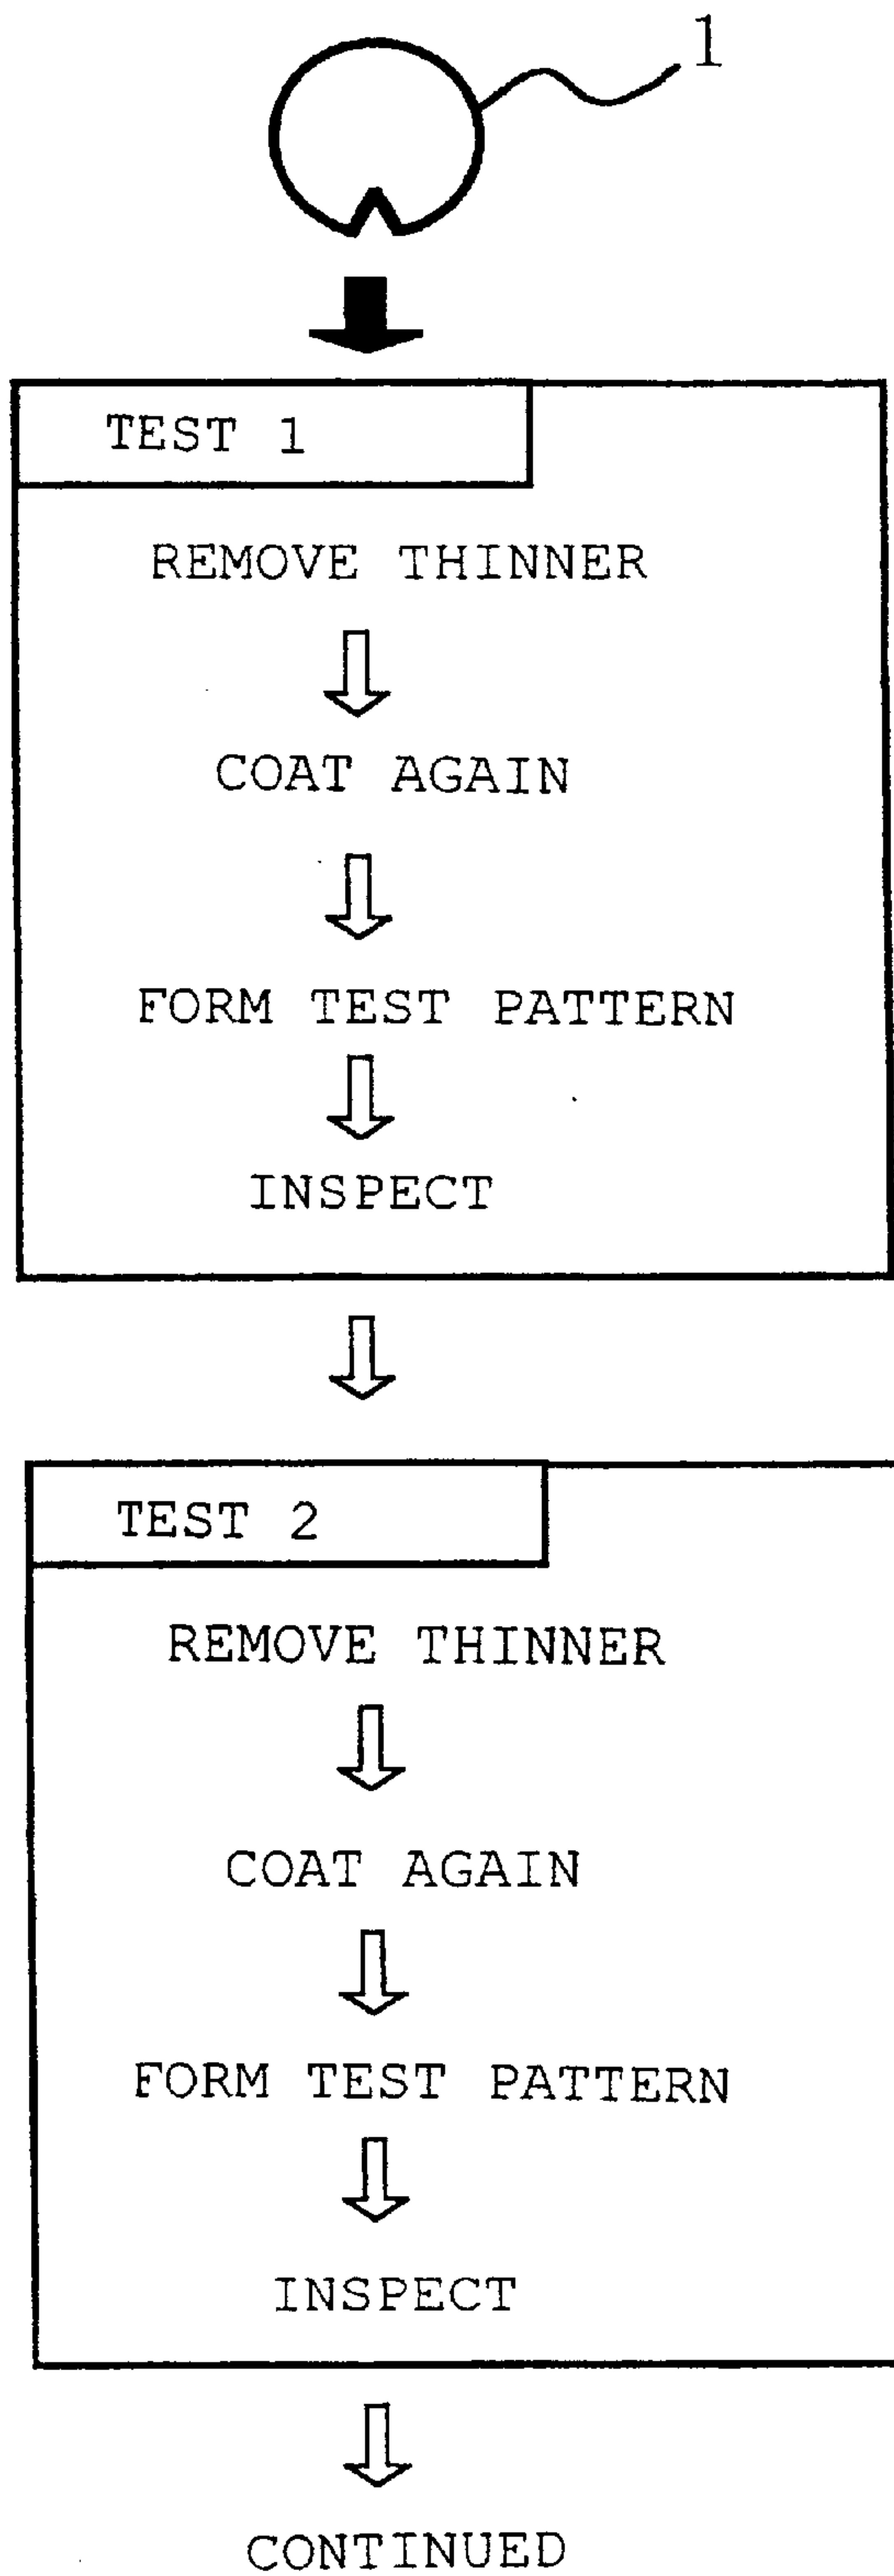 1
TEST 1
REMOVE THINNER
COAT AGAIN
FORM TEST PATTERN
INSPECT
TEST 2
REMOVE THINNER
COAT AGAIN
FORM TEST PATTERN
INSPECT
CONTINUED